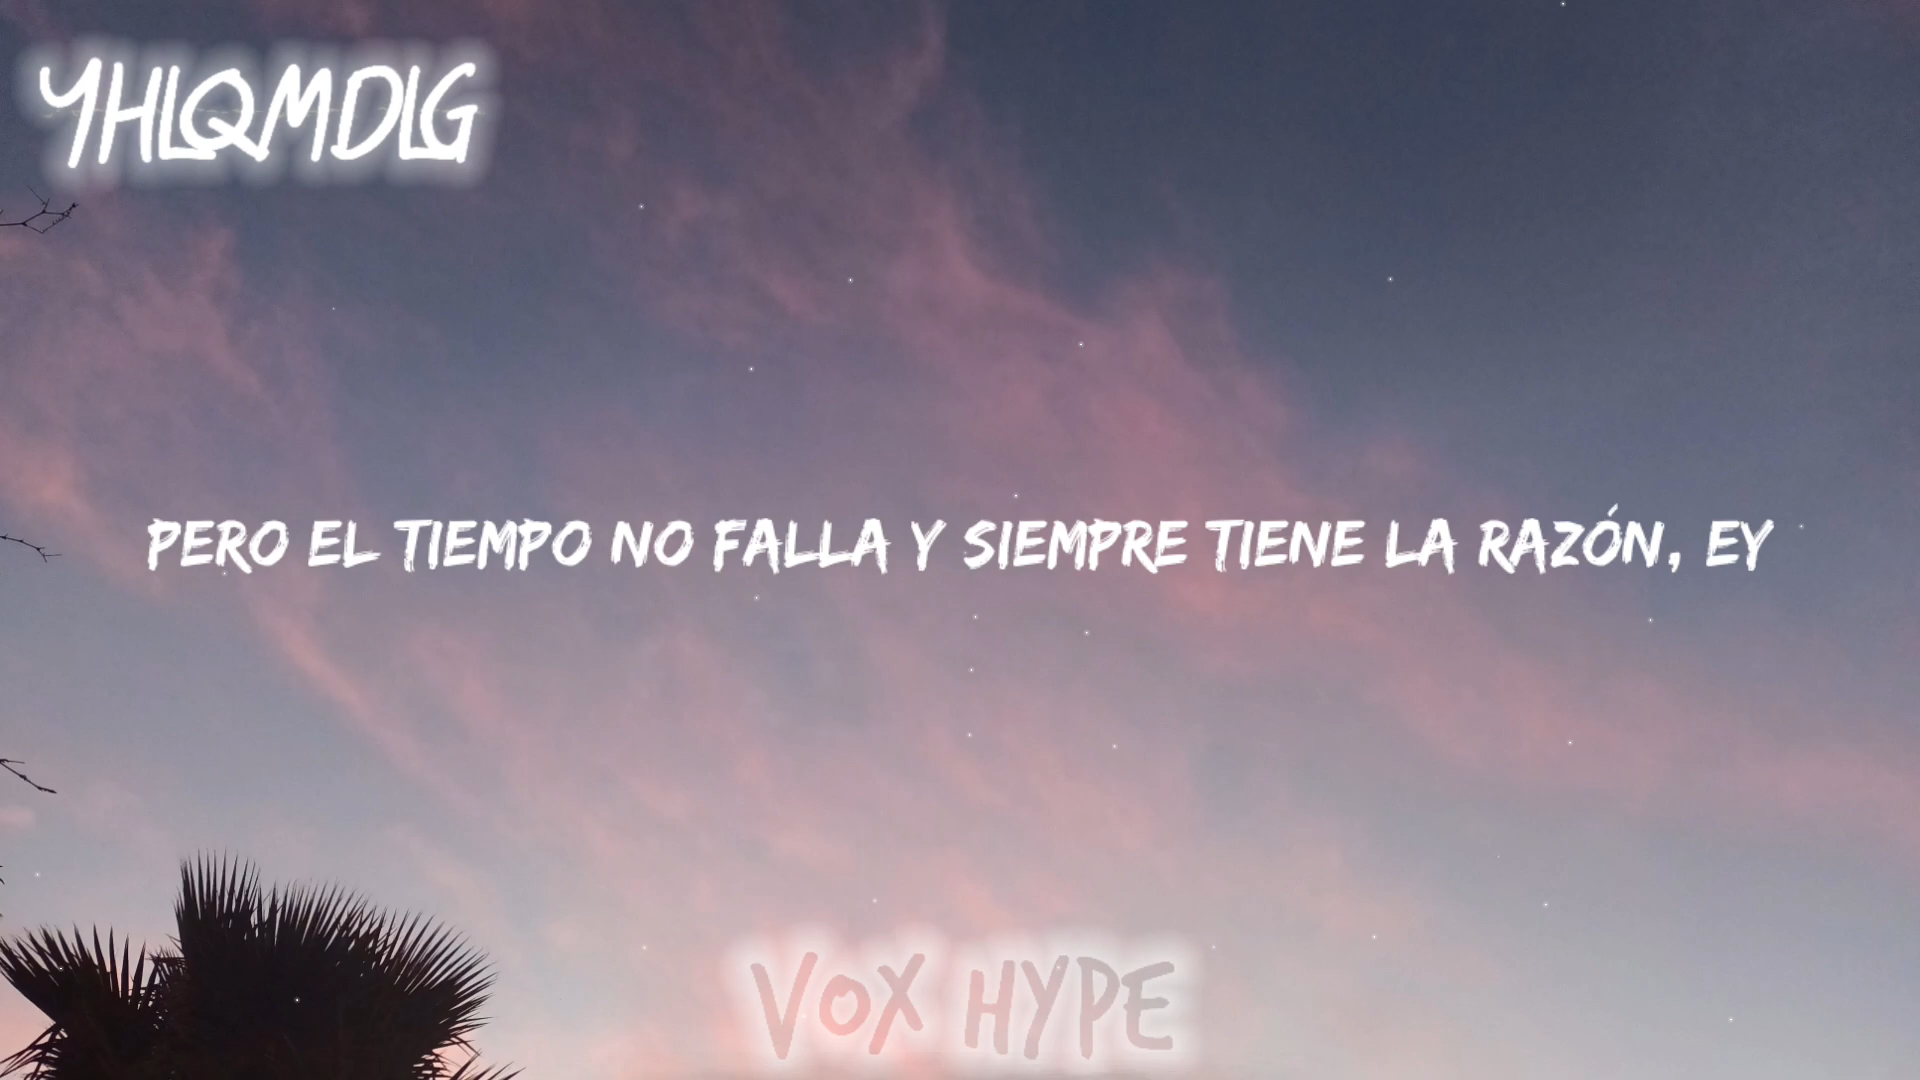 YHLQMDLG
PERO EL TIEMPO NO FALLA Y SIEMPRE TIENE LA RAZÓN, EY
VOX HYPE